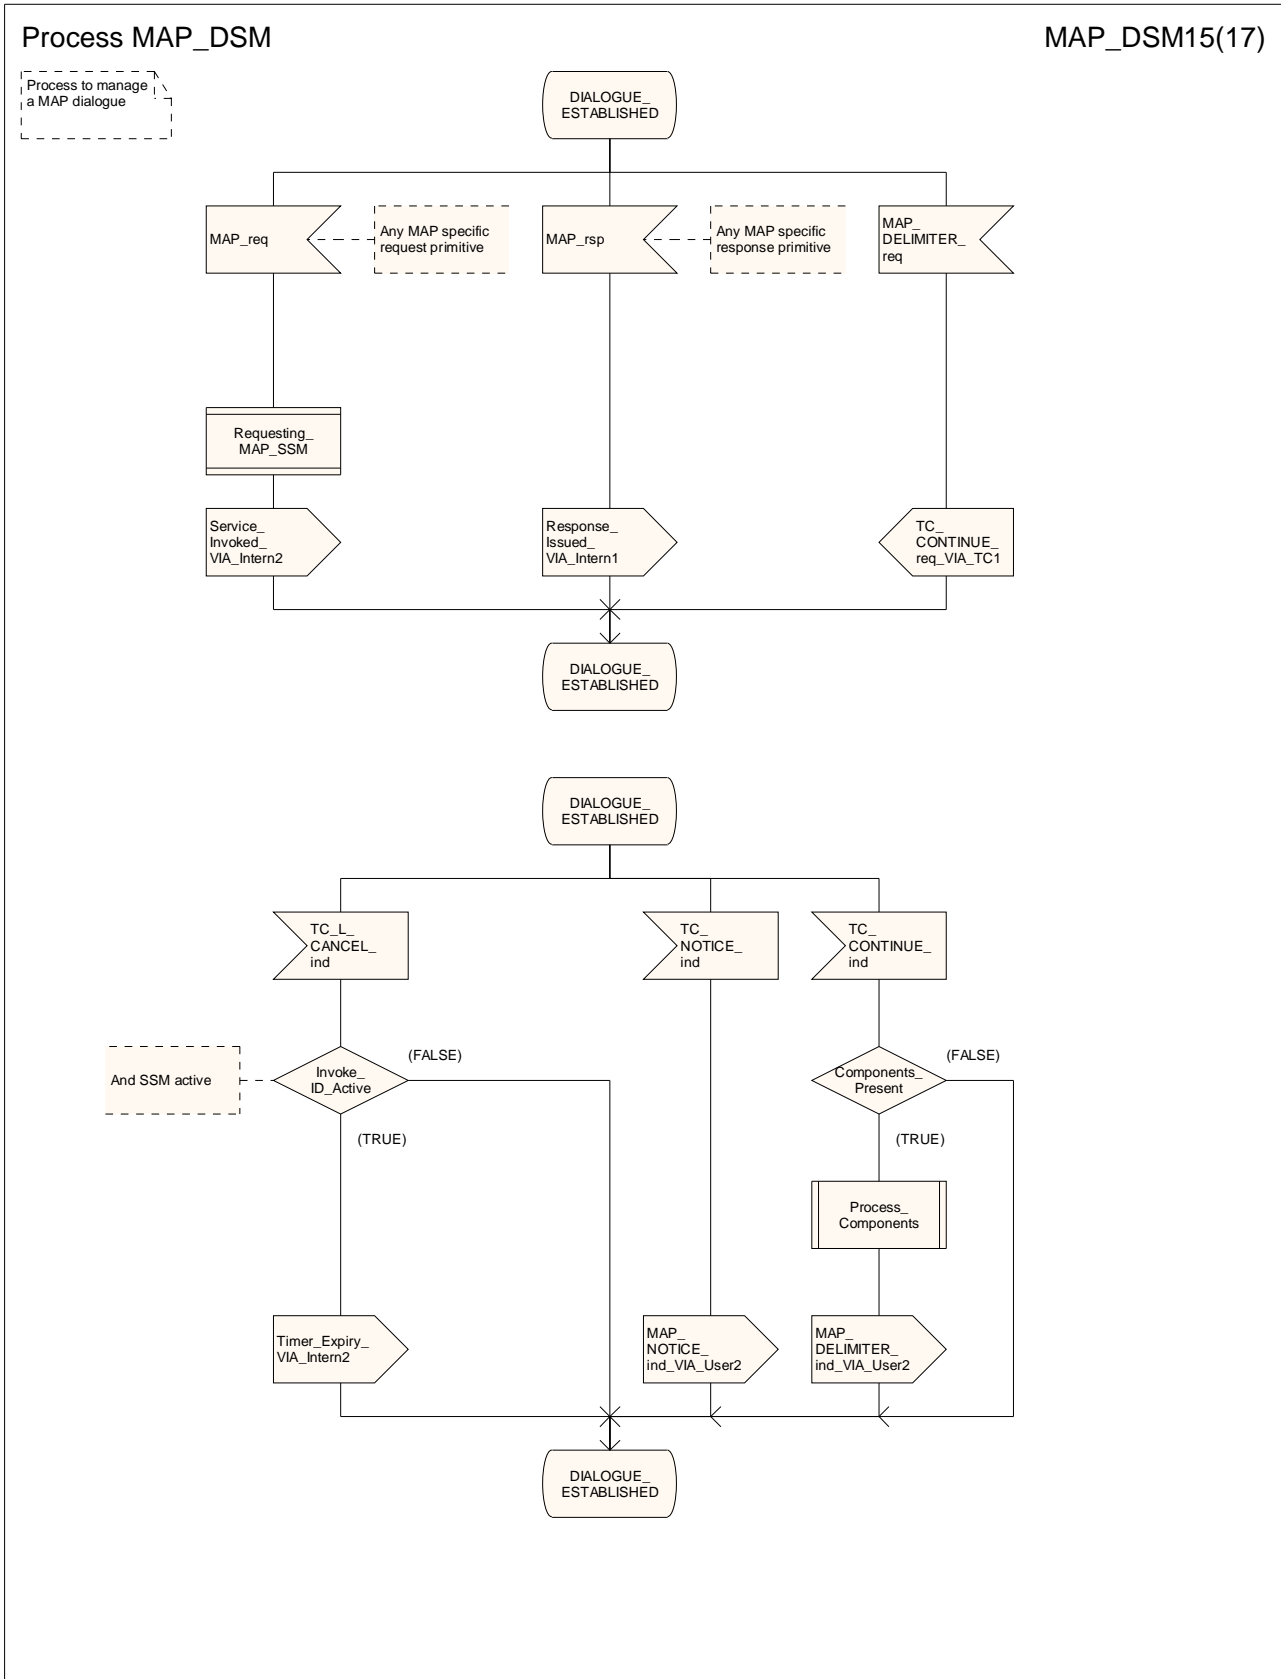 Process MAP_DSM
MAP_DSM15(17)
Process to manage
a MAP dialogue
DIALOGUE_
ESTABLISHED
MAP_req
Any MAP specific
request primitive
MAP_rsp
Any MAP specific
response primitive
MAP_
DELIMITER_
req
Requesting_
MAP_SSM
Service_
Invoked_
VIA_Intern2
Response_
Issued_
VIA_Intern1
TC_
CONTINUE_
req_VIA_TC1
DIALOGUE_
ESTABLISHED
DIALOGUE_
ESTABLISHED
TC_L_
CANCEL_
ind
TC_
NOTICE_
ind
TC_
CONTINUE_
ind
And SSM active
Invoke_
ID_Active
(FALSE)
(TRUE)
Components_
Present
(FALSE)
(TRUE)
Process_
Components
Timer_Expiry_
VIA_Intern2
MAP_
NOTICE_
ind_VIA_User2
MAP_
DELIMITER_
ind_VIA_User2
DIALOGUE_
ESTABLISHED